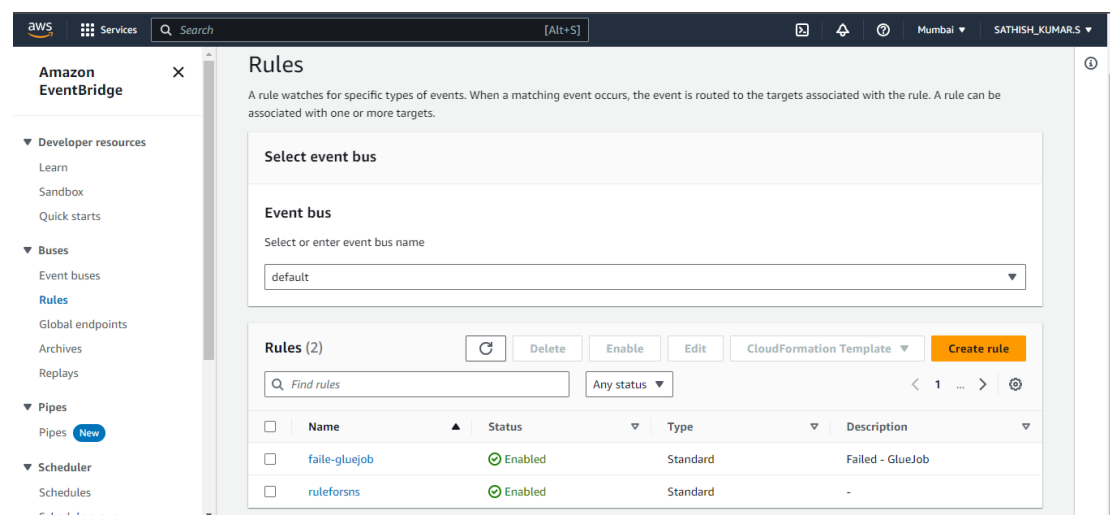 aws Services Search [Alt+S] Mumbai ▼ SATHISH_KUMAR.S ▼
Amazon EventBridge
Developer resources
Learn
Sandbox
Quick starts
Buses
Event buses
Rules
Global endpoints
Archives
Replays
Pipes
Pipes New
Scheduler
Schedules
Rules
A rule watches for specific types of events. When a matching event occurs, the event is routed to the targets associated with the rule. A rule can be
associated with one or more targets.
Select event bus
Event bus
Select or enter event bus name
default
Rules (2) Delete Enable Edit CloudFormation Template ▼ Create rule
Find rules Any status ▼ < 1 ... >
Name Status Type Description
faile-gluejob Enabled Standard Failed - GlueJob
ruleforsns Enabled Standard -